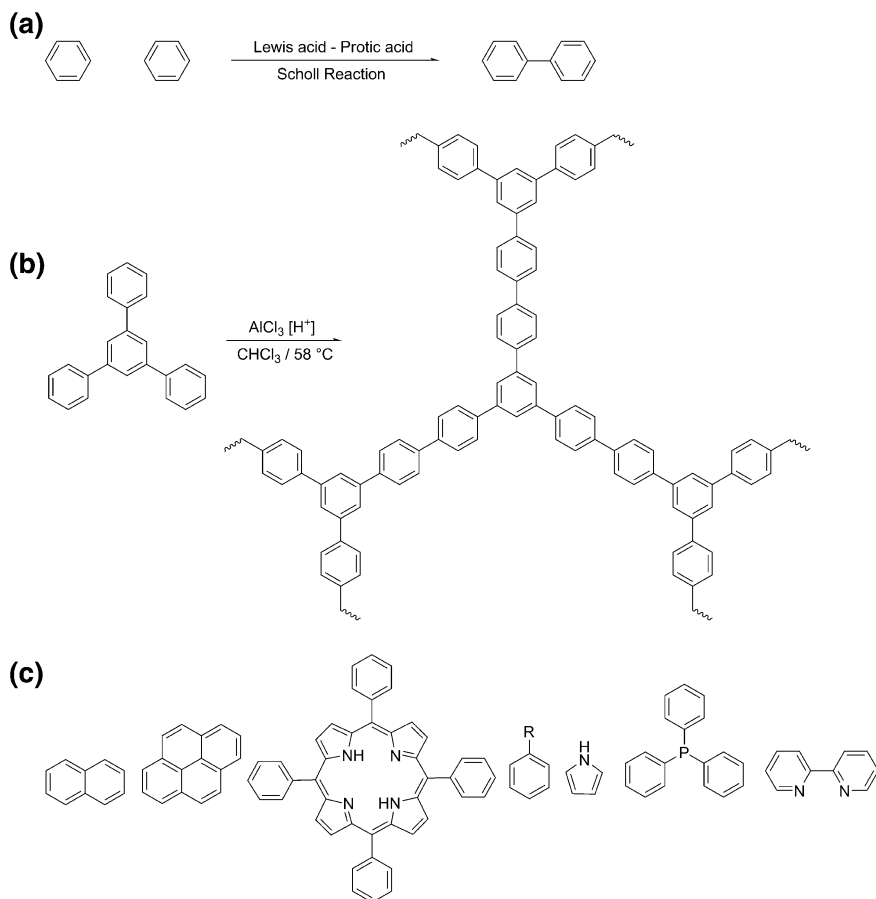 (a)
Lewis acid - Protic acid
Scholl Reaction
(b)
AlCl₃ [H⁺]
CHCl₃ / 58 °C
(c)
R
H
N
P
NH
N
N
HN
N
N